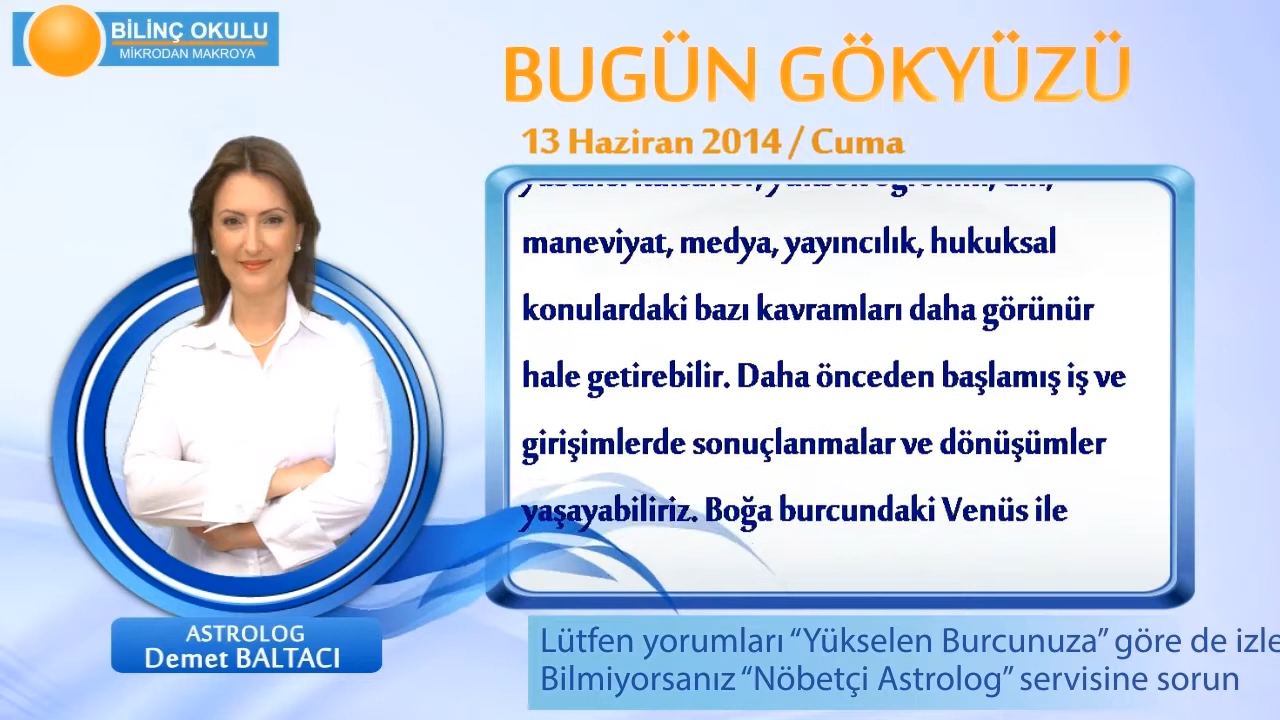 BİLİNÇ OKULU
MİKRODAN MAKROYA
BUGÜN GÖKYÜZÜ
13 Haziran 2014 / Cuma
maneviyat, medya, yayıncılık, hukuksal
konulardaki bazı kavramları daha görünür
hale getirebilir. Daha önceden başlamış iş ve
girişimlerde sonuçlanmalar ve dönüşümler
yaşayabiliriz. Boğa burcundaki Venüs ile
ASTROLOG
Demet BALTACI
Lütfen yorumları “Yükselen Burcunuza” göre de izle
Bilmiyorsanız “Nöbetçi Astrolog” servisine sorun